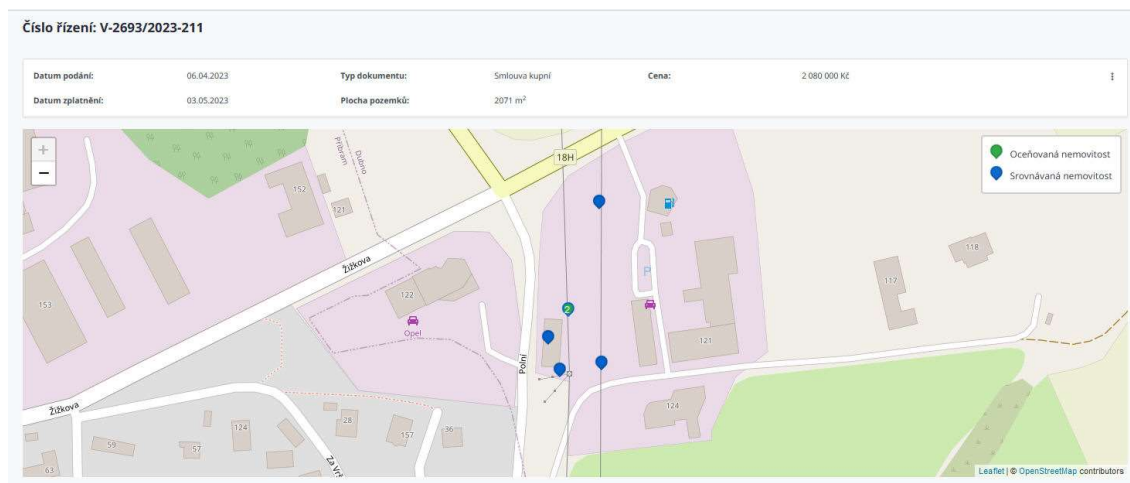 Číslo řízení: V-2693/2023-211
Datum podání: 06.04.2023 Typ dokumentu: Smlouva kupní Cena: 2 080 000 Kč
Datum zplatnění: 03.05.2023 Plocha pozemků: 2071 m²
+
−
18H
Oceňovaná nemovitost
Srovnávaná nemovitost
Příbram
Dubno
152
121
Žižkova
118
117
153
122
Opel
P
2
121
Polní
Žižkova
124
28
157
36
124
59
57
63
Za Vrž
Leaflet | © OpenStreetMap contributors